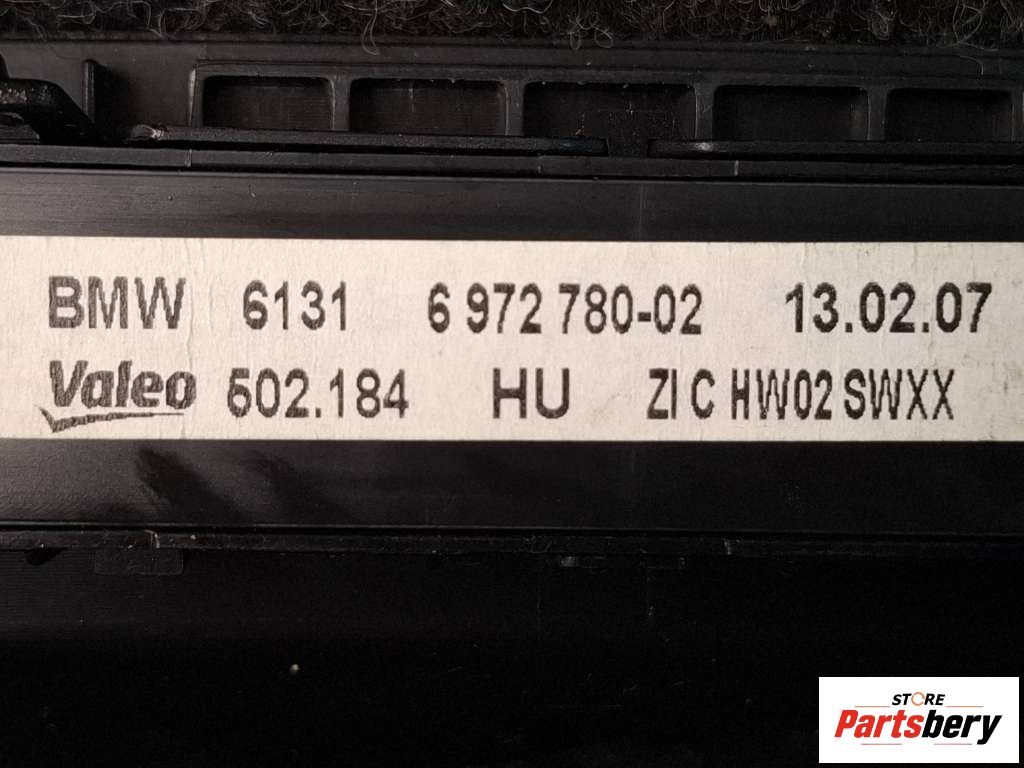 BMW 6131 6 972 780-02 13.02.07
Valeo 502.184 HU ZI C HW02 SWXX
STORE
Partsbery